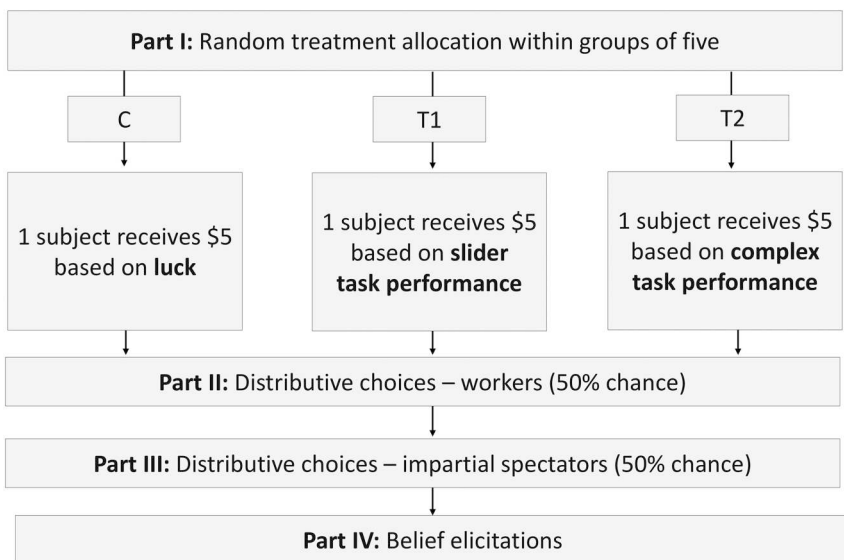 Part I: Random treatment allocation within groups of five
C
T1
T2
1 subject receives $5
based on luck
1 subject receives $5
based on slider
task performance
1 subject receives $5
based on complex
task performance
Part II: Distributive choices – workers (50% chance)
Part III: Distributive choices – impartial spectators (50% chance)
Part IV: Belief elicitations